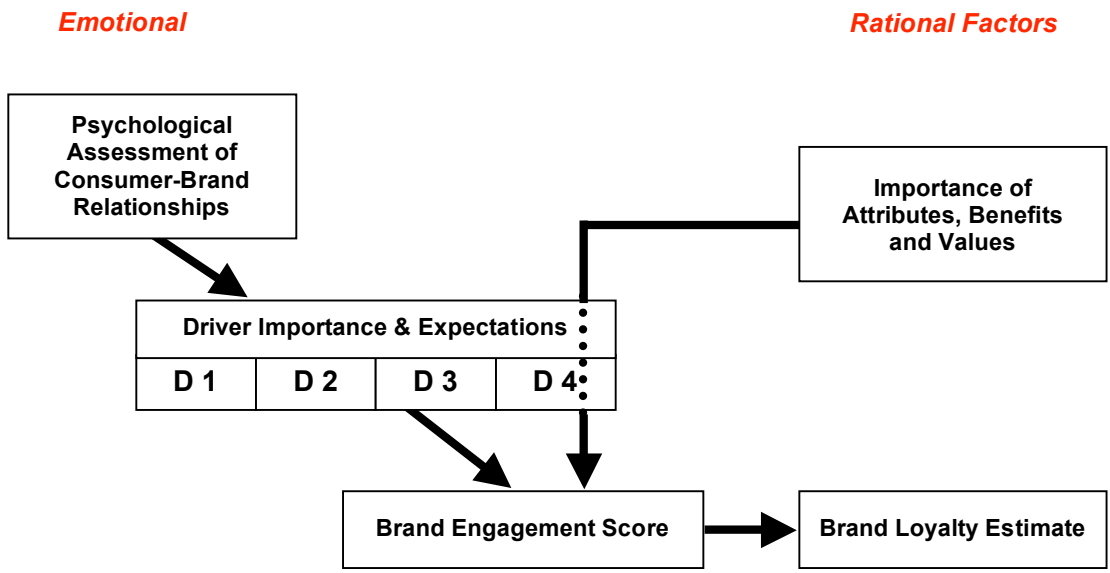 Emotional
Rational Factors
Psychological
Assessment of
Consumer-Brand
Relationships
Importance of
Attributes, Benefits
and Values
Driver Importance & Expectations
D 1
D 2
D 3
D 4
Brand Engagement Score
Brand Loyalty Estimate